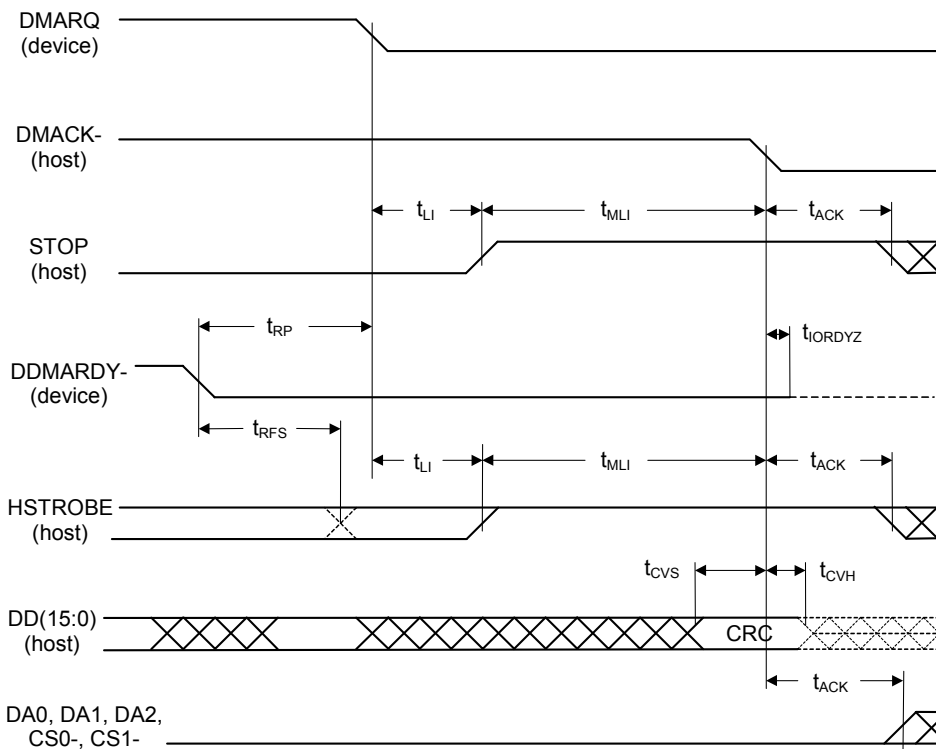 DMARQ
(device)
DMACK-
(host)
tLI
tMLI
tACK
STOP
(host)
tRP
tIORDYZ
DDMARDY-
(device)
tRFS
tLI
tMLI
tACK
HSTROBE
(host)
tCVS
tCVH
DD(15:0)
(host)
CRC
tACK
DA0, DA1, DA2,
CS0-, CS1-